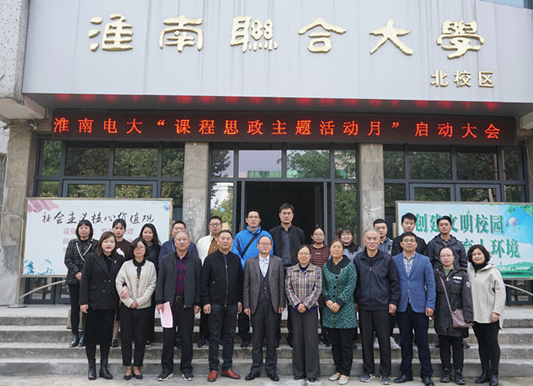 淮南聯合大學
北校区
淮南电大“课程思政主题活动月”启动大会
社会主义核心价值观
创建文明校园
环境